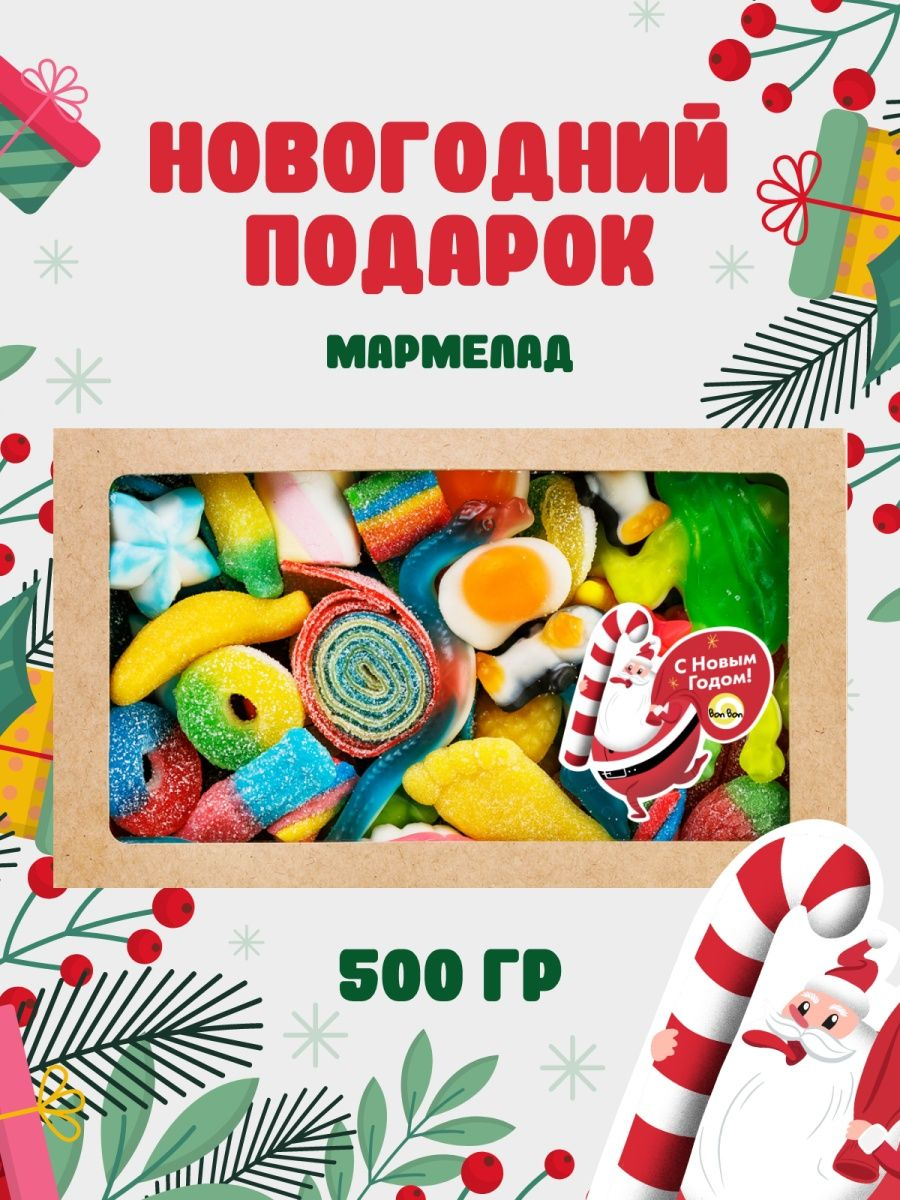 НОВОГОДНИЙ
ПОДАРОК
МАРМЕЛАД
С Новым
Годом!
Bon Bon
500 ГР